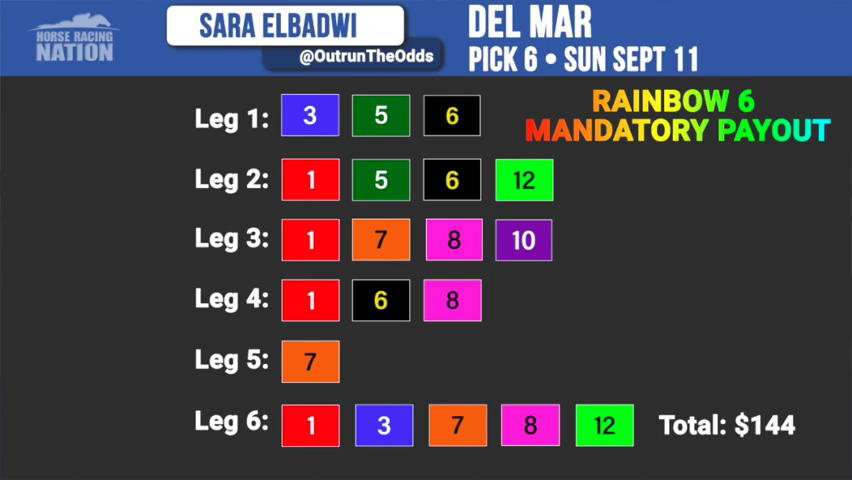 HORSE RACING
NATION
SARA ELBADWI
@OutrunTheOdds
DEL MAR
PICK 6 • SUN SEPT 11
RAINBOW 6
MANDATORY PAYOUT
Leg 1: 3 5 6
Leg 2: 1 5 6 12
Leg 3: 1 7 8 10
Leg 4: 1 6 8
Leg 5: 7
Leg 6: 1 3 7 8 12 Total: $144